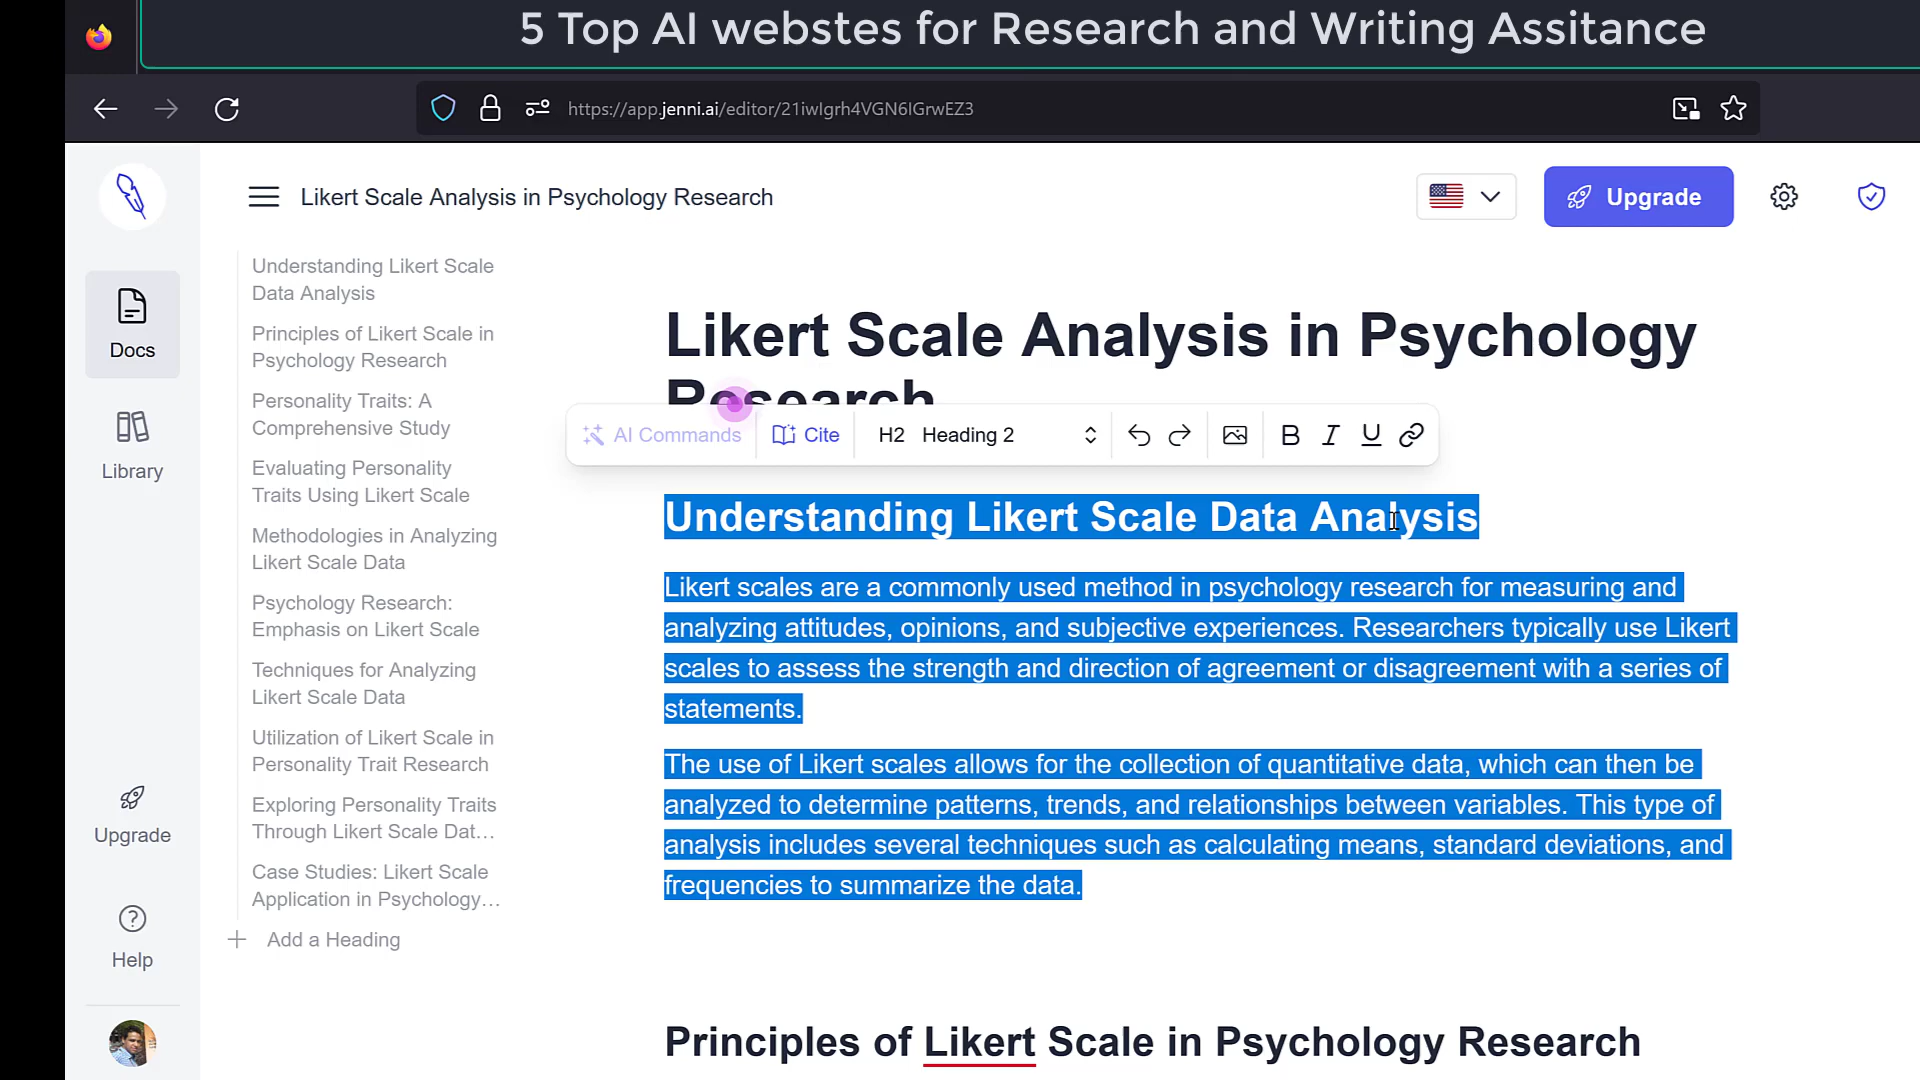 5 Top AI webstes for Research and Writing Assitance
https://app.jenni.ai/editor/21iwIgrh4VGN6IGrwEZ3
Likert Scale Analysis in Psychology Research
Upgrade
Docs
Library
Upgrade
Help
Understanding Likert Scale
Data Analysis
Principles of Likert Scale in
Psychology Research
Personality Traits: A
Comprehensive Study
Evaluating Personality
Traits Using Likert Scale
Methodologies in Analyzing
Likert Scale Data
Psychology Research:
Emphasis on Likert Scale
Techniques for Analyzing
Likert Scale Data
Utilization of Likert Scale in
Personality Trait Research
Exploring Personality Traits
Through Likert Scale Dat...
Case Studies: Likert Scale
Application in Psychology...
Add a Heading
Likert Scale Analysis in Psychology
Research
AI Commands
Cite
H2 Heading 2
B I U
Understanding Likert Scale Data Analysis
Likert scales are a commonly used method in psychology research for measuring and
analyzing attitudes, opinions, and subjective experiences. Researchers typically use Likert
scales to assess the strength and direction of agreement or disagreement with a series of
statements.
The use of Likert scales allows for the collection of quantitative data, which can then be
analyzed to determine patterns, trends, and relationships between variables. This type of
analysis includes several techniques such as calculating means, standard deviations, and
frequencies to summarize the data.
Principles of Likert Scale in Psychology Research